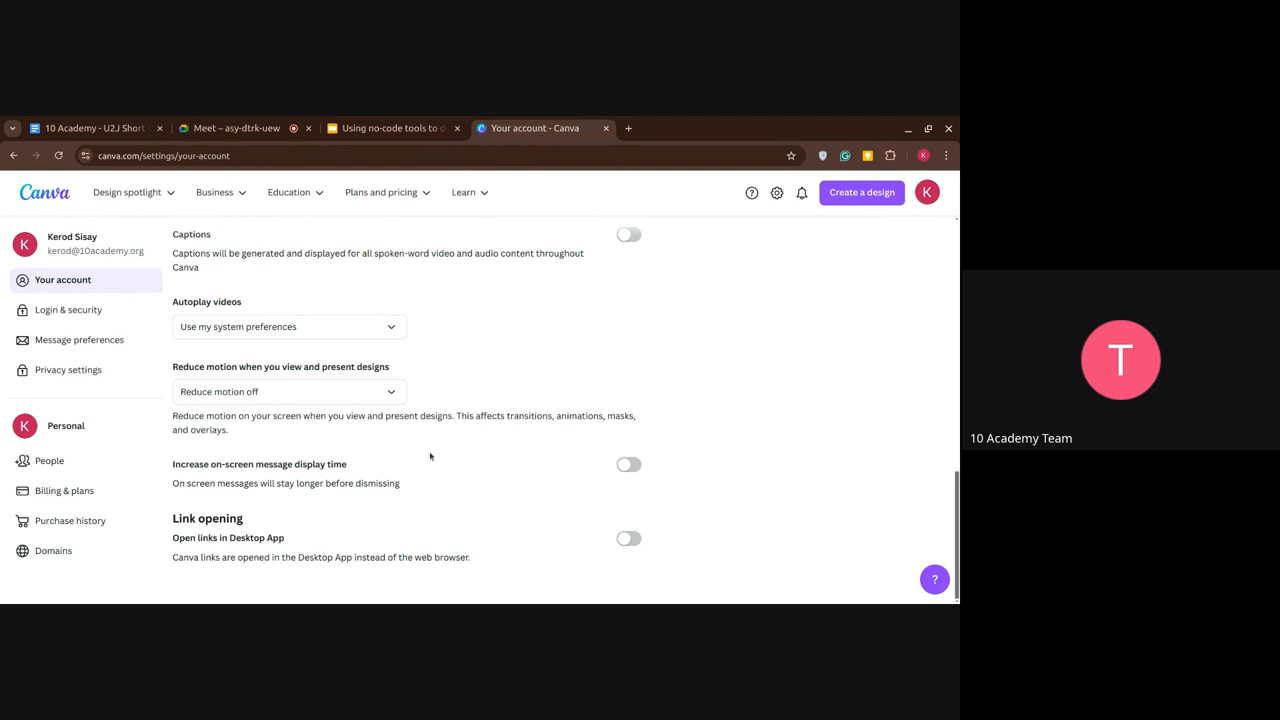 10 Academy - U2J Short
Meet – asy-dtrk-uew
Using no-code tools to d
Your account - Canva
canva.com/settings/your-account
K
Canva
Design spotlight
Business
Education
Plans and pricing
Learn
Create a design
K
K
Kerod Sisay
kerod@10academy.org
Your account
Login & security
Message preferences
Privacy settings
K
Personal
People
Billing & plans
Purchase history
Domains
Captions
Captions will be generated and displayed for all spoken-word video and audio content throughout
Canva
Autoplay videos
Use my system preferences
Reduce motion when you view and present designs
Reduce motion off
Reduce motion on your screen when you view and present designs. This affects transitions, animations, masks,
and overlays.
Increase on-screen message display time
On screen messages will stay longer before dismissing
Link opening
Open links in Desktop App
Canva links are opened in the Desktop App instead of the web browser.
?
T
10 Academy Team